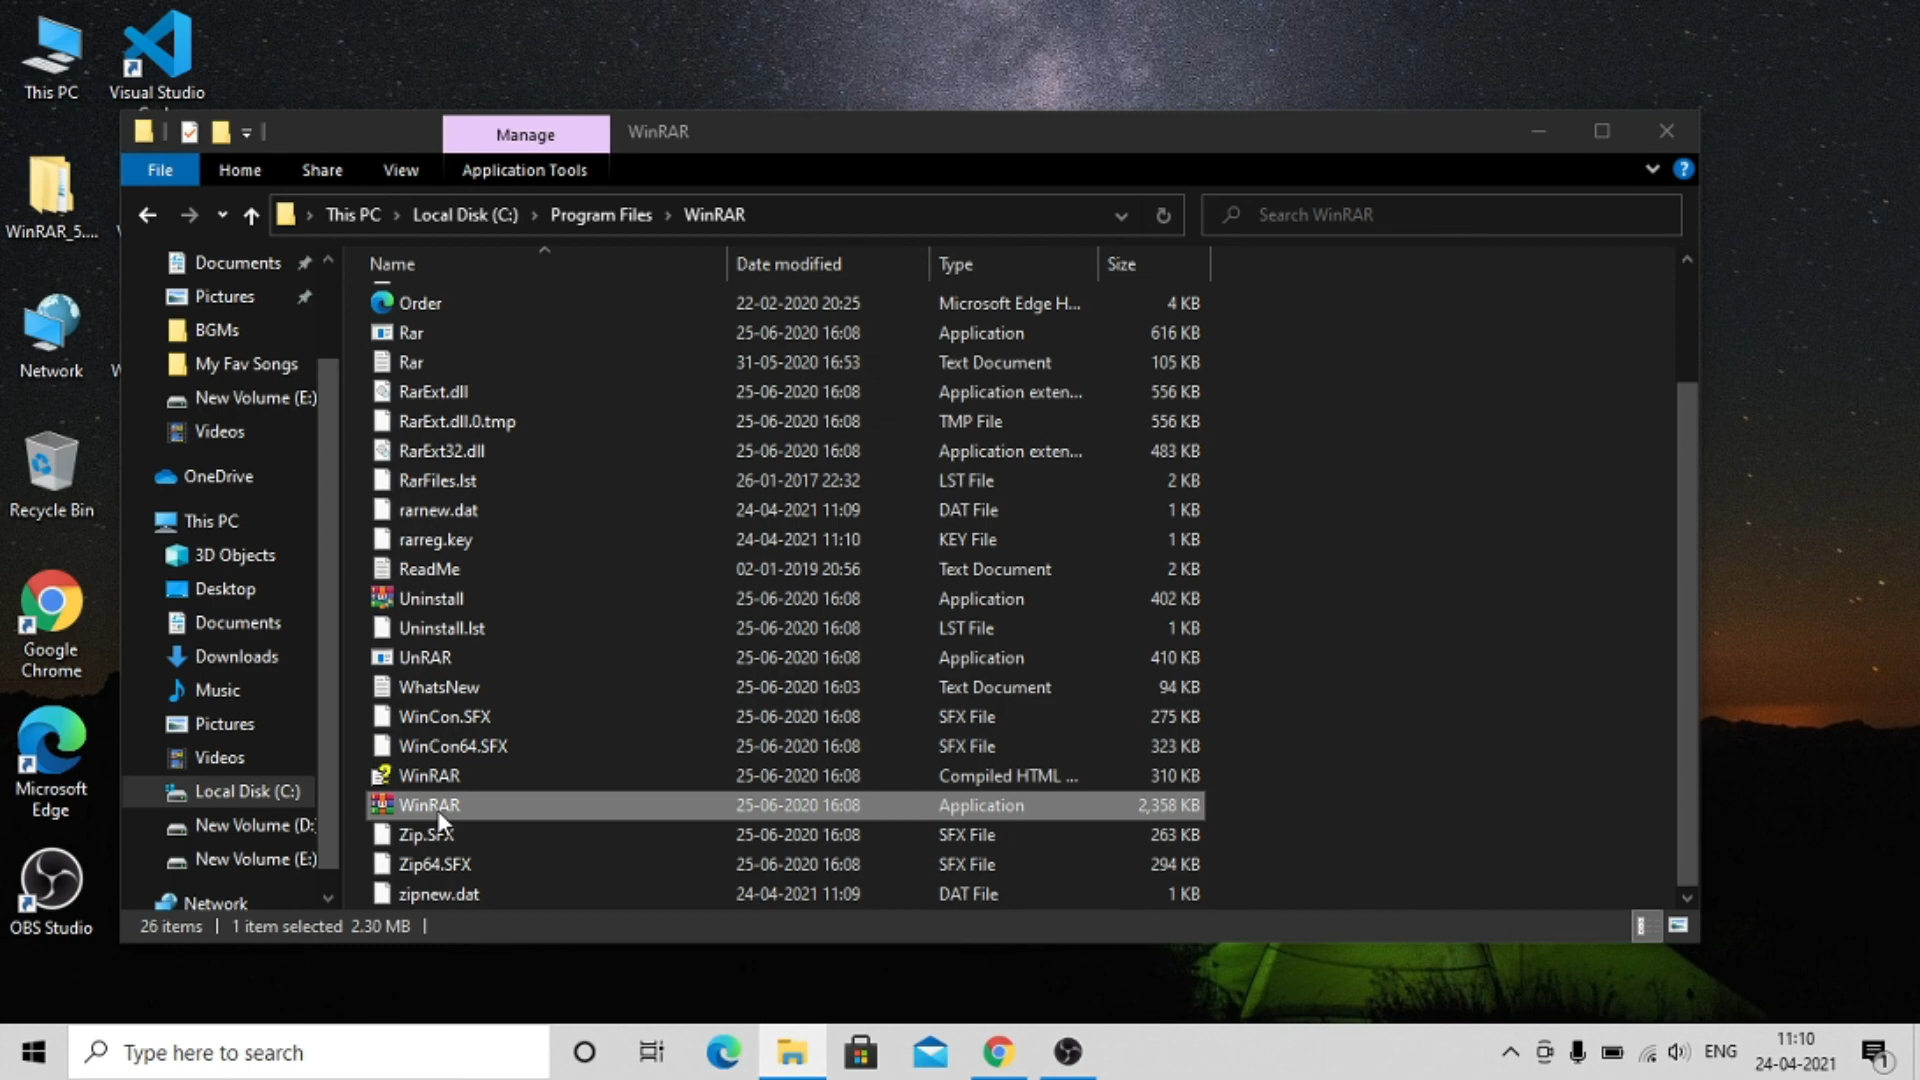 This PC
Visual Studio
WinRAR_5....
Network
Recycle Bin
Google
Chrome
Microsoft
Edge
OBS Studio
Manage
WinRAR
File
Home
Share
View
Application Tools
This PC
Local Disk (C:)
Program Files
WinRAR
Search WinRAR
Documents
Pictures
BGMs
My Fav Songs
New Volume (E:)
Videos
OneDrive
This PC
3D Objects
Desktop
Documents
Downloads
Music
Pictures
Videos
Local Disk (C:)
New Volume (D:
New Volume (E:)
Network
Name Date modified Type Size
Order 22-02-2020 20:25 Microsoft Edge H... 4 KB
Rar 25-06-2020 16:08 Application 616 KB
Rar 31-05-2020 16:53 Text Document 105 KB
RarExt.dll 25-06-2020 16:08 Application exten... 556 KB
RarExt.dll.0.tmp 25-06-2020 16:08 TMP File 556 KB
RarExt32.dll 25-06-2020 16:08 Application exten... 483 KB
RarFiles.lst 26-01-2017 22:32 LST File 2 KB
rarnew.dat 24-04-2021 11:09 DAT File 1 KB
rarreg.key 24-04-2021 11:10 KEY File 1 KB
ReadMe 02-01-2019 20:56 Text Document 2 KB
Uninstall 25-06-2020 16:08 Application 402 KB
Uninstall.lst 25-06-2020 16:08 LST File 1 KB
UnRAR 25-06-2020 16:08 Application 410 KB
WhatsNew 25-06-2020 16:03 Text Document 94 KB
WinCon.SFX 25-06-2020 16:08 SFX File 275 KB
WinCon64.SFX 25-06-2020 16:08 SFX File 323 KB
WinRAR 25-06-2020 16:08 Compiled HTML ... 310 KB
WinRAR 25-06-2020 16:08 Application 2,358 KB
Zip.SFX 25-06-2020 16:08 SFX File 263 KB
Zip64.SFX 25-06-2020 16:08 SFX File 294 KB
zipnew.dat 24-04-2021 11:09 DAT File 1 KB
26 items 1 item selected 2.30 MB
Type here to search
ENG
11:10
24-04-2021
1